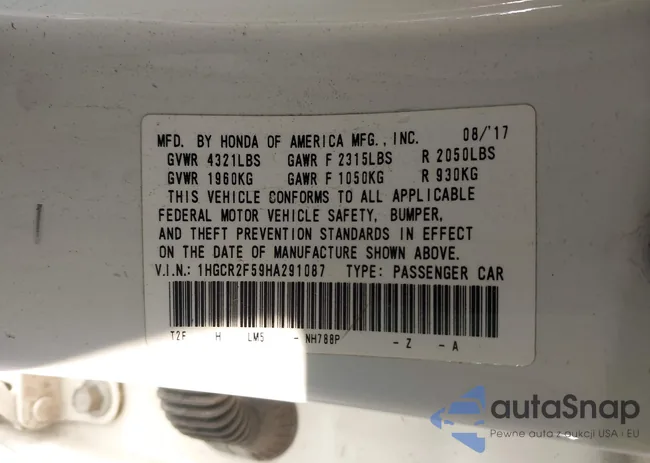 MFD. BY HONDA OF AMERICA MFG., INC. 08/'17
GVWR 4321LBS GAWR F 2315LBS R 2050LBS
GVWR 1960KG GAWR F 1050KG R 930KG
THIS VEHICLE CONFORMS TO ALL APPLICABLE
FEDERAL MOTOR VEHICLE SAFETY, BUMPER,
AND THEFT PREVENTION STANDARDS IN EFFECT
ON THE DATE OF MANUFACTURE SHOWN ABOVE.
V.I.N.: 1HGCR2F59HA291087 TYPE: PASSENGER CAR
T2F H LM5 - NH788P - Z - A
autaSnap
Pewne auta z aukcji USA i EU